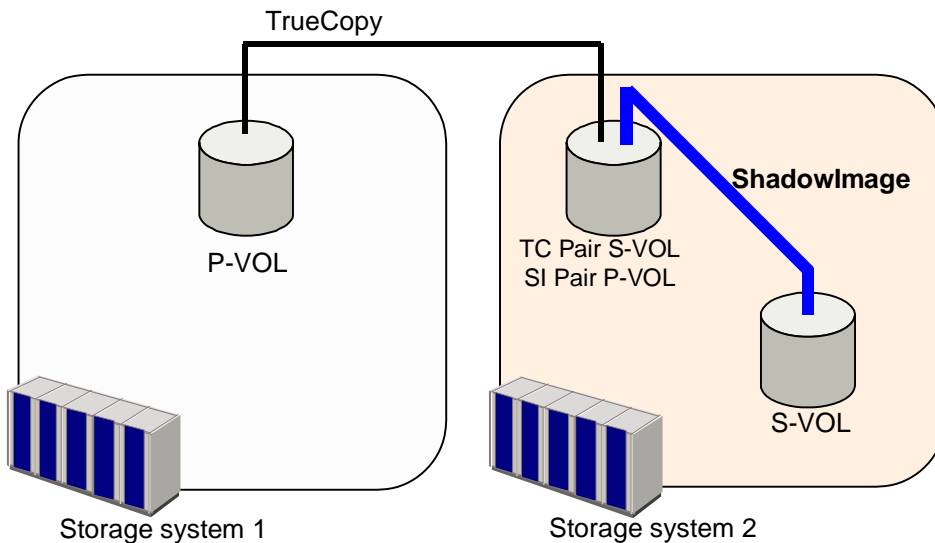 TrueCopy
P-VOL
TC Pair S-VOL
SI Pair P-VOL
ShadowImage
S-VOL
Storage system 1
Storage system 2